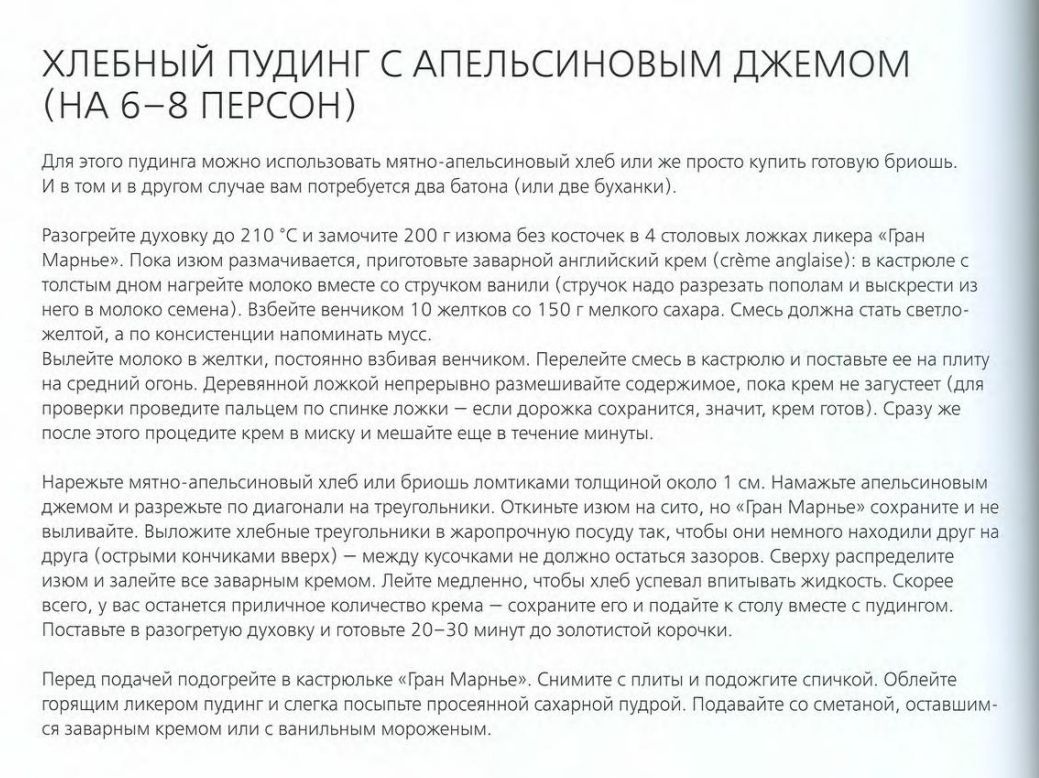 ХЛЕБНЫЙ ПУДИНГ С АПЕЛЬСИНОВЫМ ДЖЕМОМ
(НА 6–8 ПЕРСОН)
Для этого пудинга можно использовать мятно-апельсиновый хлеб или же просто купить готовую бриошь.
И в том и в другом случае вам потребуется два батона (или две буханки).
Разогрейте духовку до 210 °С и замочите 200 г изюма без косточек в 4 столовых ложках ликера «Гран
Марнье». Пока изюм размачивается, приготовьте заварной английский крем (crème anglaise): в кастрюле с
толстым дном нагрейте молоко вместе со стручком ванили (стручок надо разрезать пополам и выскрести из
него в молоко семена). Взбейте венчиком 10 желтков со 150 г мелкого сахара. Смесь должна стать светло-
желтой, а по консистенции напоминать мусс.
Вылейте молоко в желтки, постоянно взбивая венчиком. Перелейте смесь в кастрюлю и поставьте ее на плиту
на средний огонь. Деревянной ложкой непрерывно размешивайте содержимое, пока крем не загустеет (для
проверки проведите пальцем по спинке ложки — если дорожка сохранится, значит, крем готов). Сразу же
после этого процедите крем в миску и мешайте еще в течение минуты.
Нарежьте мятно-апельсиновый хлеб или бриошь ломтиками толщиной около 1 см. Намажьте апельсиновым
джемом и разрежьте по диагонали на треугольники. Откиньте изюм на сито, но «Гран Марнье» сохраните и не
выливайте. Выложите хлебные треугольники в жаропрочную посуду так, чтобы они немного находили друг на
друга (острыми кончиками вверх) — между кусочками не должно остаться зазоров. Сверху распределите
изюм и залейте все заварным кремом. Лейте медленно, чтобы хлеб успевал впитывать жидкость. Скорее
всего, у вас останется приличное количество крема — сохраните его и подайте к столу вместе с пудингом.
Поставьте в разогретую духовку и готовьте 20–30 минут до золотистой корочки.
Перед подачей подогрейте в кастрюльке «Гран Марнье». Снимите с плиты и подожгите спичкой. Облейте
горящим ликером пудинг и слегка посыпьте просеянной сахарной пудрой. Подавайте со сметаной, оставшим-
ся заварным кремом или с ванильным мороженым.